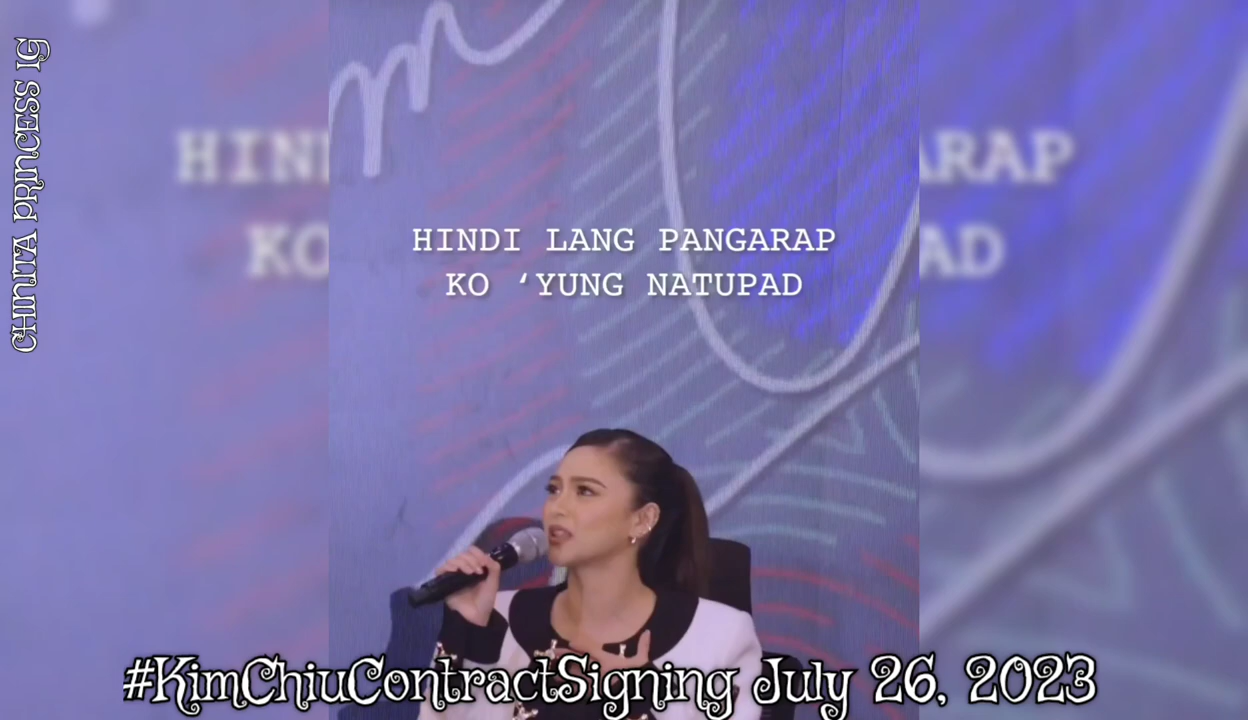 CHINITA PRINCESS IG
HINDI LANG PANGARAP
KO ‘YUNG NATUPAD
#KimChiuContractSigning July 26, 2023